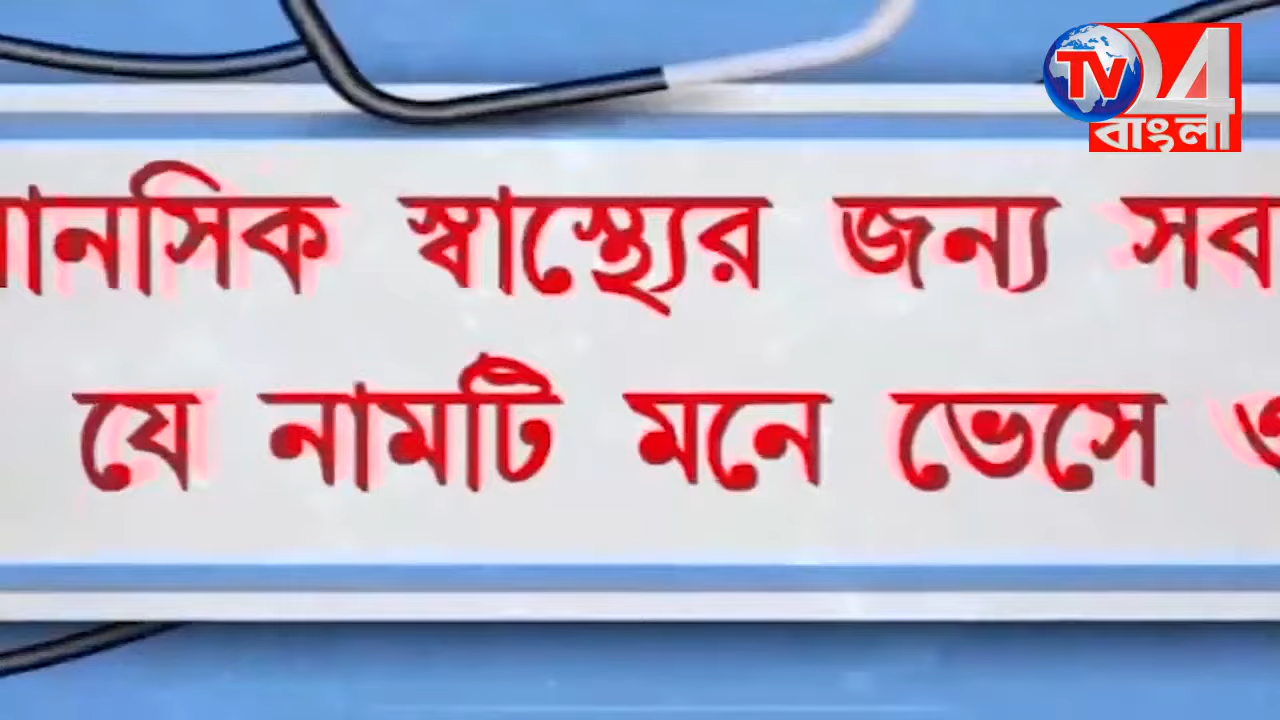 TV 24
বাংলা
মানসিক স্বাস্থ্যের জন্য সব
যে নামটি মনে ভেসে